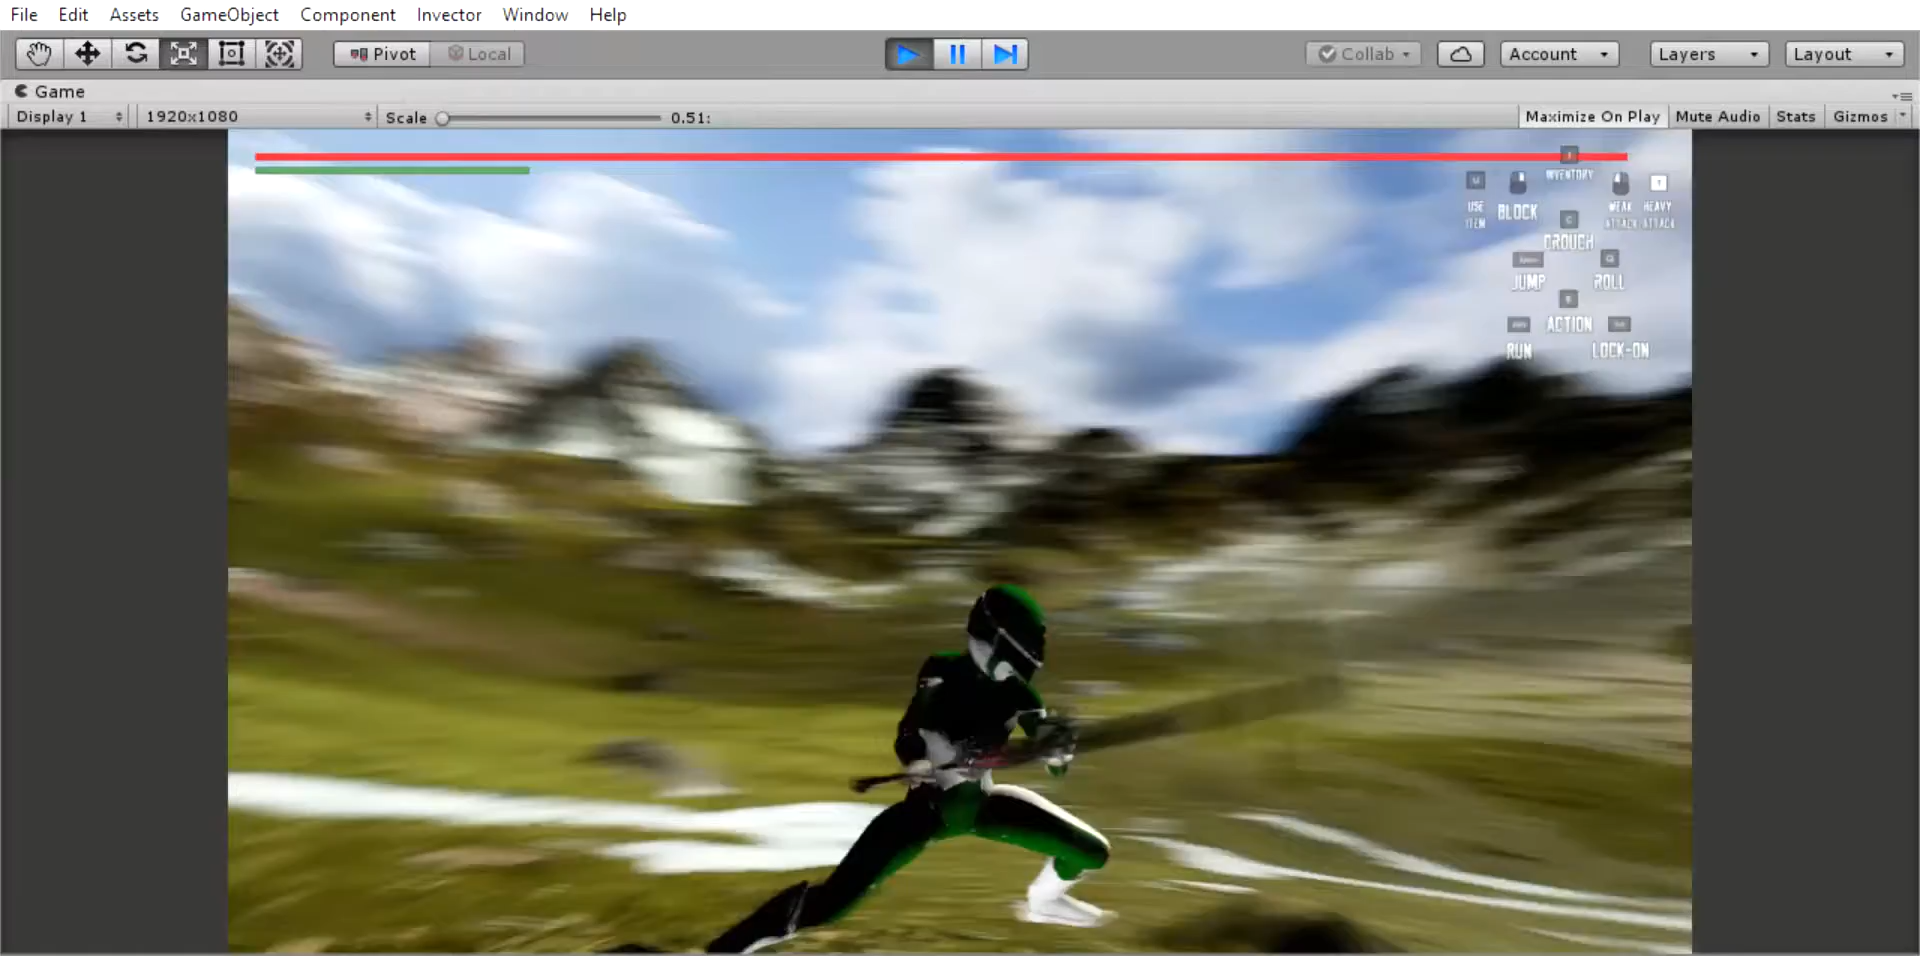 File Edit Assets GameObject Component Invector Window Help
Pivot Local Collab Account Layers Layout
Game
Display 1 1920x1080 Scale 0.51: Maximize On Play Mute Audio Stats Gizmos
INVENTORY
USE ITEM BLOCK WEAK ATTACK HEAVY ATTACK
CROUCH
JUMP ROLL
ACTION
RUN LOCK-ON